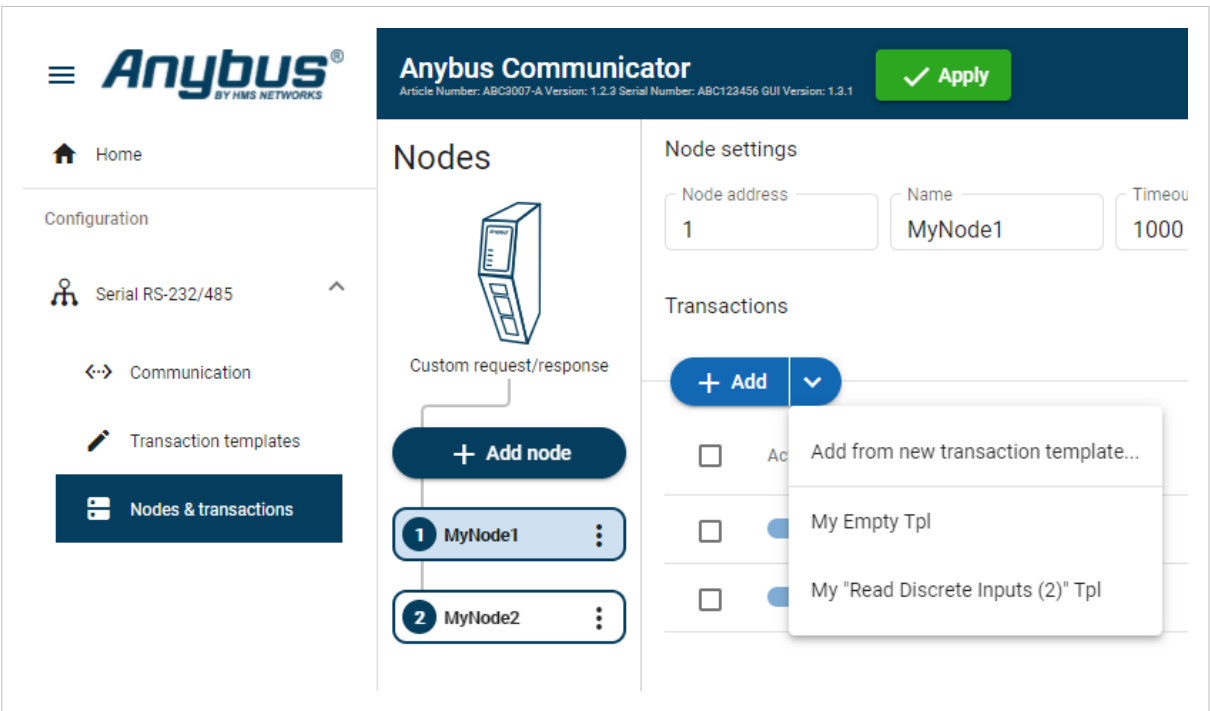 Anybus®
BY HMS NETWORKS
Anybus Communicator
Article Number: ABC3007-A Version: 1.2.3 Serial Number: ABC123456 GUI Version: 1.3.1
Apply
Home
Configuration
Serial RS-232/485
Communication
Transaction templates
Nodes & transactions
Nodes
Anybus
Custom request/response
+ Add node
1 MyNode1
2 MyNode2
Node settings
Node address
1
Name
MyNode1
Timeou
1000
Transactions
+ Add
Ac
Add from new transaction template...
My Empty Tpl
My "Read Discrete Inputs (2)" Tpl